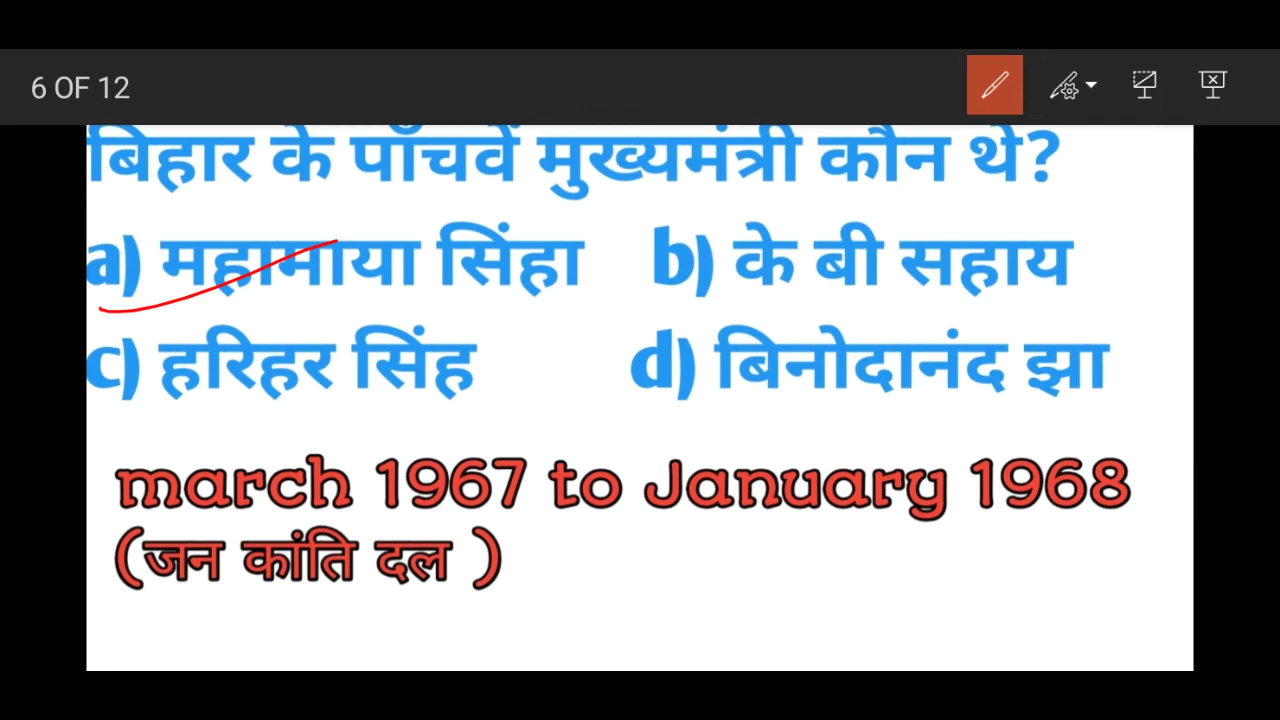 6 OF 12
बिहार के पाँचवें मुख्यमंत्री कौन थे?
a) महामाया सिंहा b) के बी सहाय
c) हरिहर सिंह d) बिनोदानंद झा
march 1967 to January 1968
(जन कांति दल )